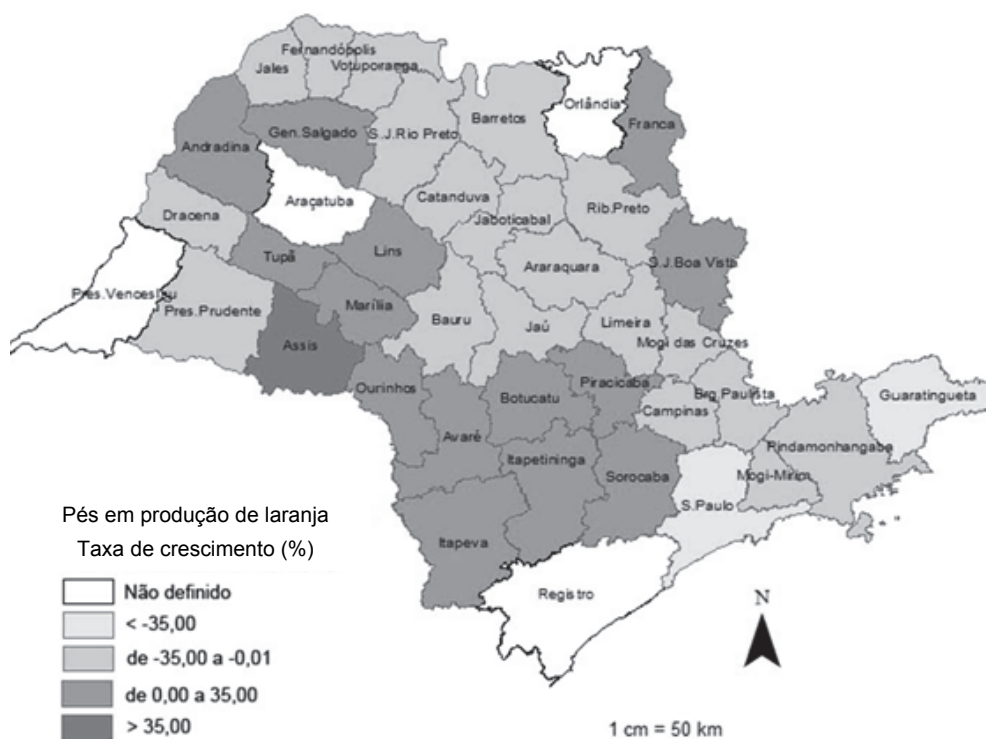 Fernandópolis
Jales
Votuporanga
Orlândia
Barretos
Franca
Gen.Salgado
S.J.Rio Preto
Andradina
Catanduva
Araçatuba
Rib.Preto
Dracena
Jaboticabal
Tupã
Lins
Araraquara
S.J.Boa Vista
Pres.Venceslau
Pres.Prudente
Marília
Bauru
Jaú
Limeira
Assis
Mogi das Cruzes
Ourinhos
Piracicaba
Brg.Paulista
Guaratingueta
Botucatu
Campinas
Avaré
Pindamonhangaba
Itapetininga
Sorocaba
Mogi-Mirim
S.Paulo
Itapeva
Registro
Pés em produção de laranja
Taxa de crescimento (%)
Não definido
< -35,00
de -35,00 a -0,01
de 0,00 a 35,00
> 35,00
N
1 cm = 50 km